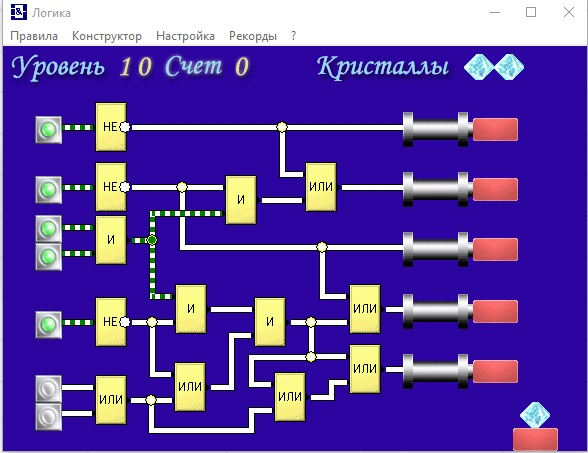 Логика
Правила Конструктор Настройка Рекорды ?
Уровень 10 Счет 0 Кристаллы
НЕ
НЕ
И ИЛИ
И
И
НЕ И ИЛИ
ИЛИ ИЛИ
ИЛИ ИЛИ